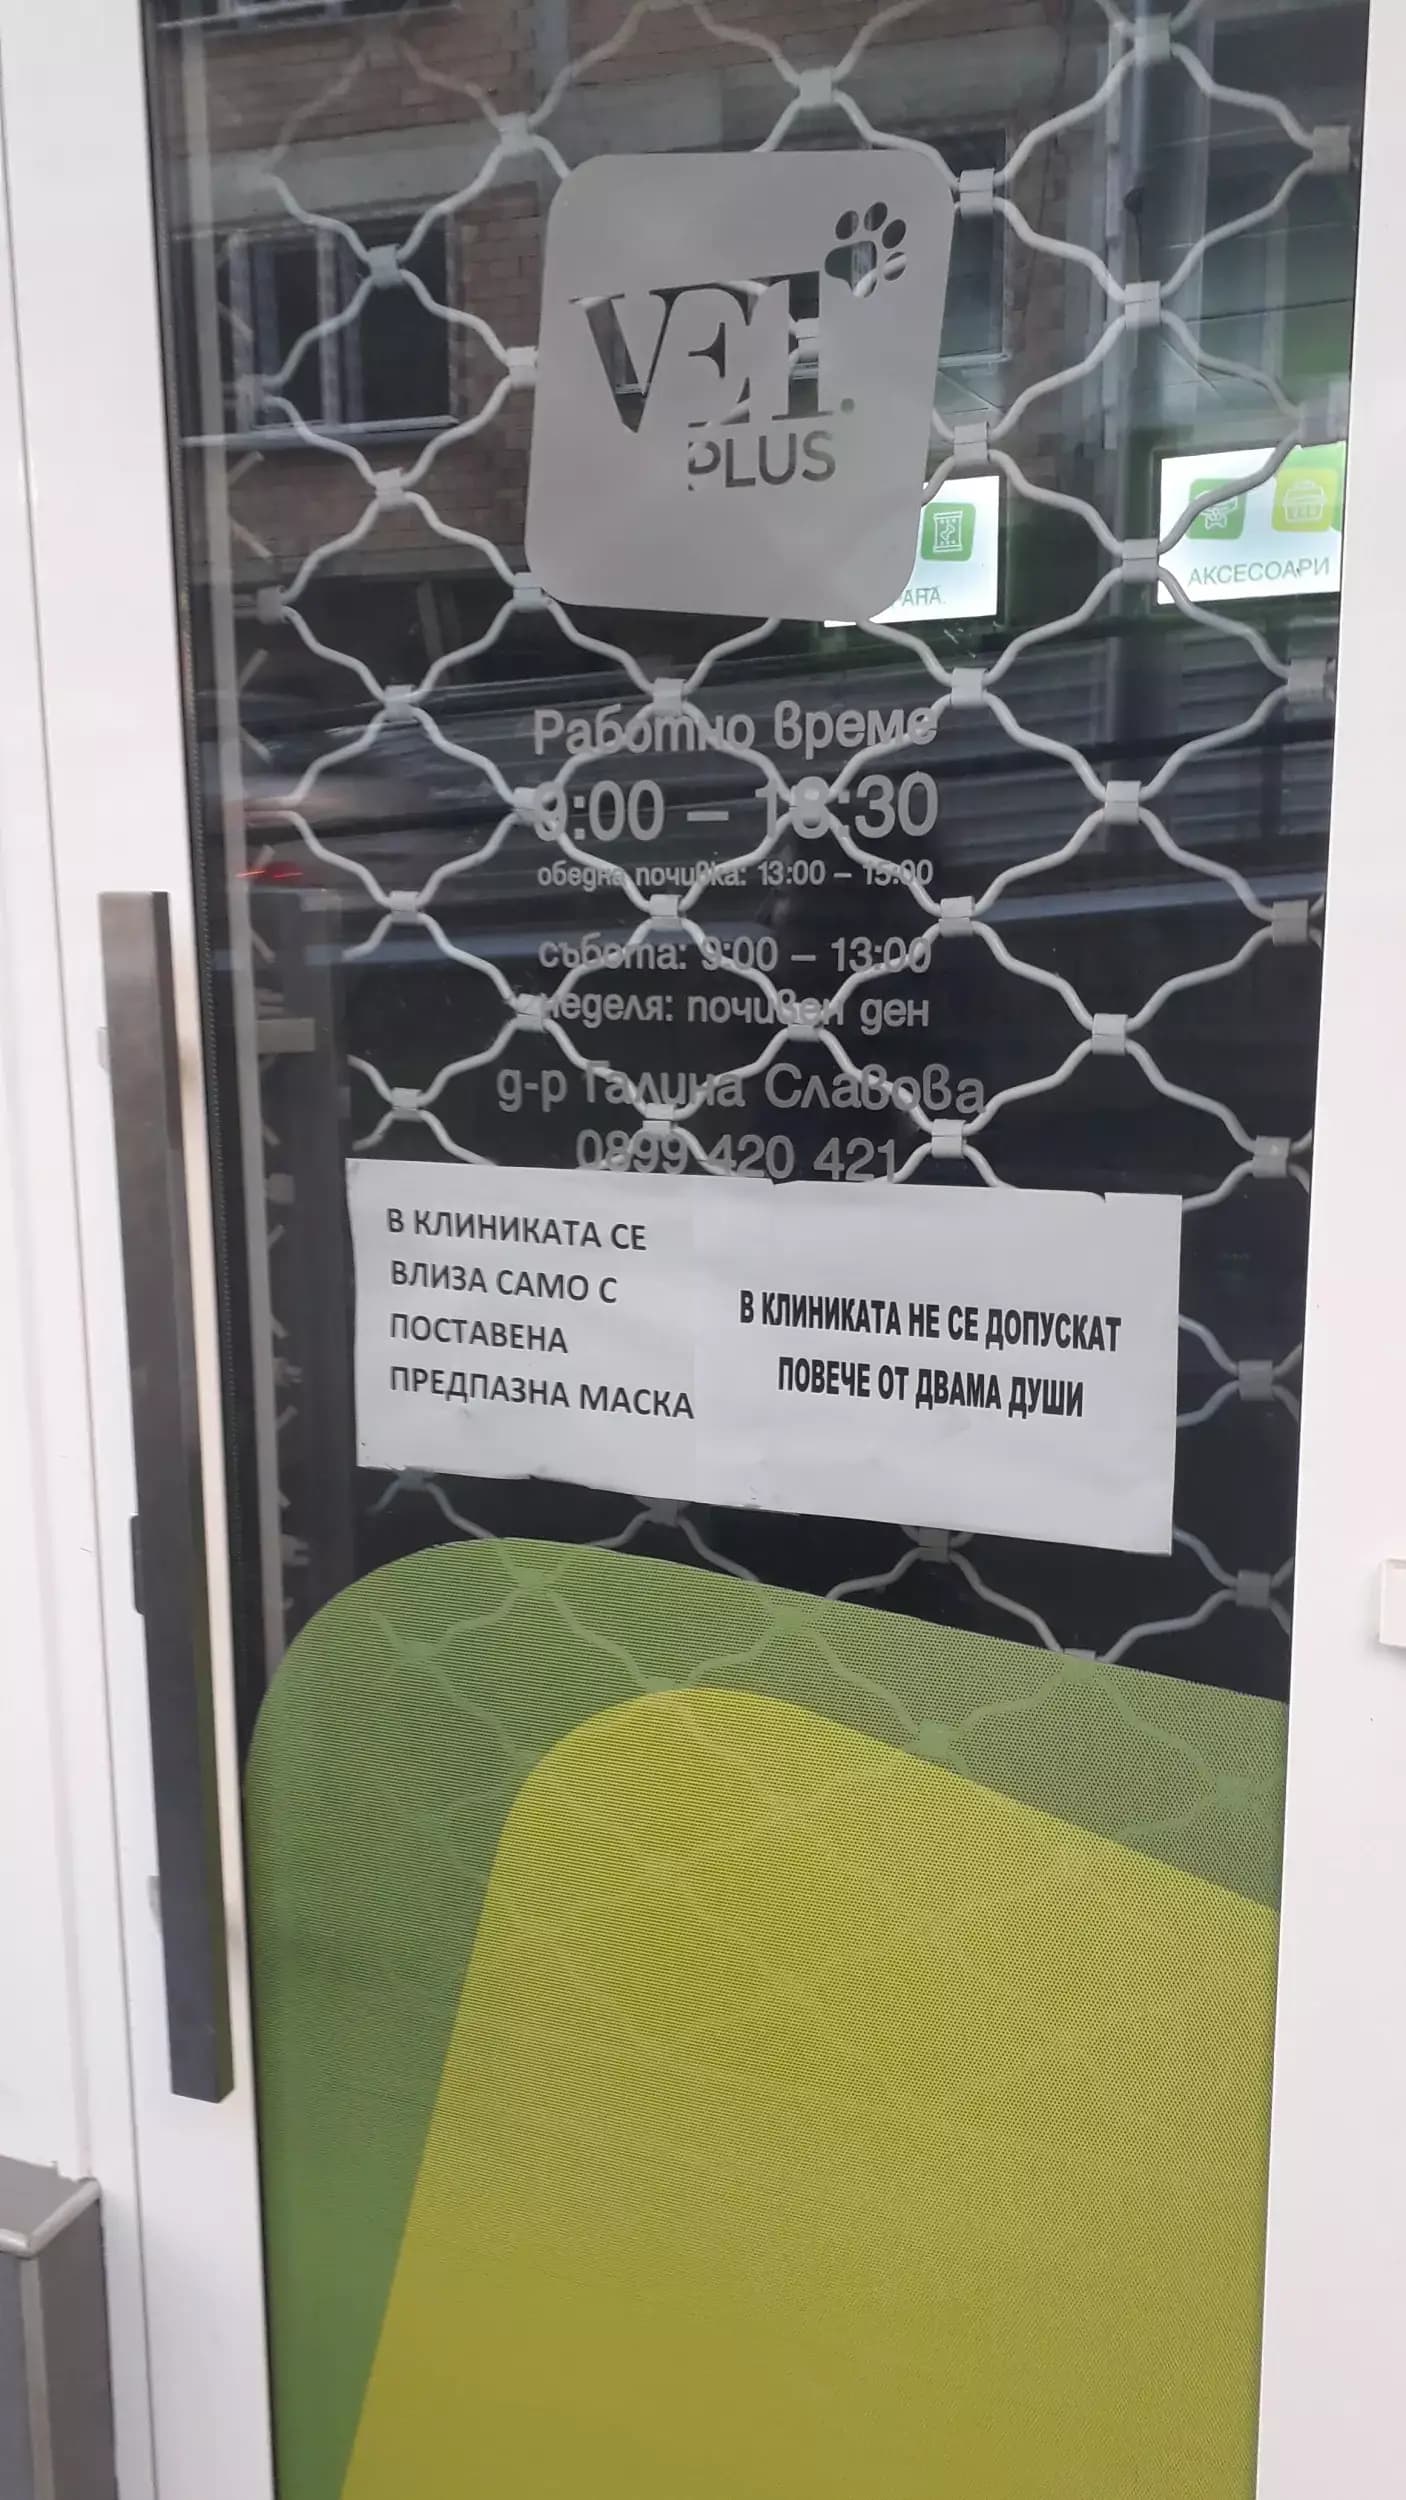 VET.
PLUS
АКСЕСОАРИ
Работно време
9:00 – 18:30
обедна почивка: 13:00 – 15:00
събота: 9:00 – 13:00
неделя: почивен ден
д-р Галина Славова
0899 420 421
В КЛИНИКАТА СЕ
ВЛИЗА САМО С
ПОСТАВЕНА
ПРЕДПАЗНА МАСКА
В КЛИНИКАТА НЕ СЕ ДОПУСКАТ
ПОВЕЧЕ ОТ ДВАМА ДУШИ